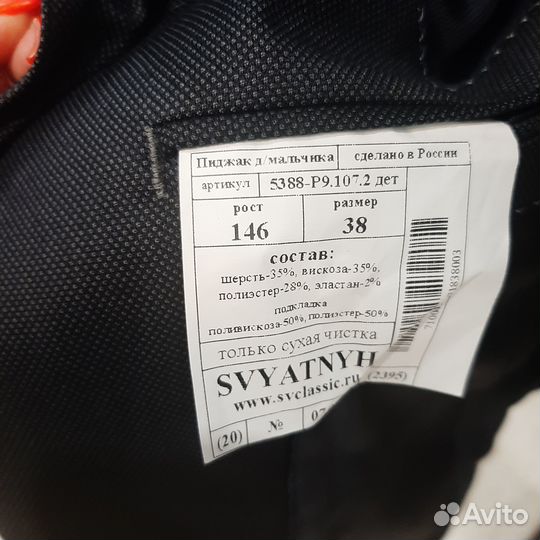 Пиджак д/мальчика сделано в России
артикул 5388-Р9.107.2 дет
рост размер
146 38
состав:
шерсть-35%, вискоза-35%,
полиэстер-28%, эластан-2%
подкладка
поливискоза-50%, полиэстер-50%
только сухая чистка
SVYATNYH
www.svclassic.ru (2395)
(20) № 07
Avito